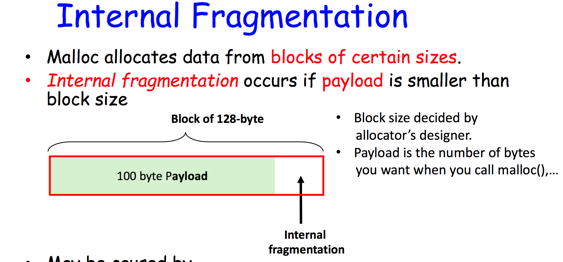 Internal Fragmentation
• Malloc allocates data from blocks of certain sizes.
• Internal fragmentation occurs if payload is smaller than
block size
Block of 128-byte
100 byte Payload
Internal
fragmentation
• Block size decided by
allocator's designer.
• Payload is the number of bytes
you want when you call malloc(),...
• May be caused by